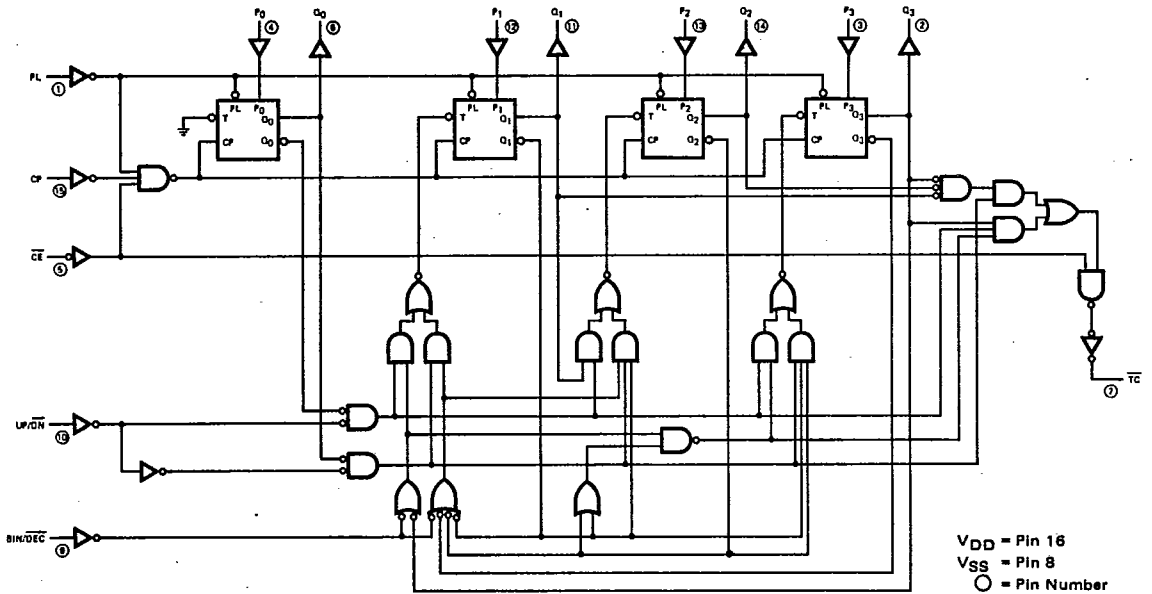 P0 Q0 P1 Q1 P2 Q2 P3 Q3
4 6 12 11 13 14 3 2
PL
1
PL P0 PL P1 PL P2 PL P3
T Q0 T Q1 T Q2 T Q3
CP Q0 CP Q1 CP Q2 CP Q3
CP
15
CE
5
TC
7
UP/DN
10
BIN/DEC
9
VDD = Pin 16
VSS = Pin 8
= Pin Number